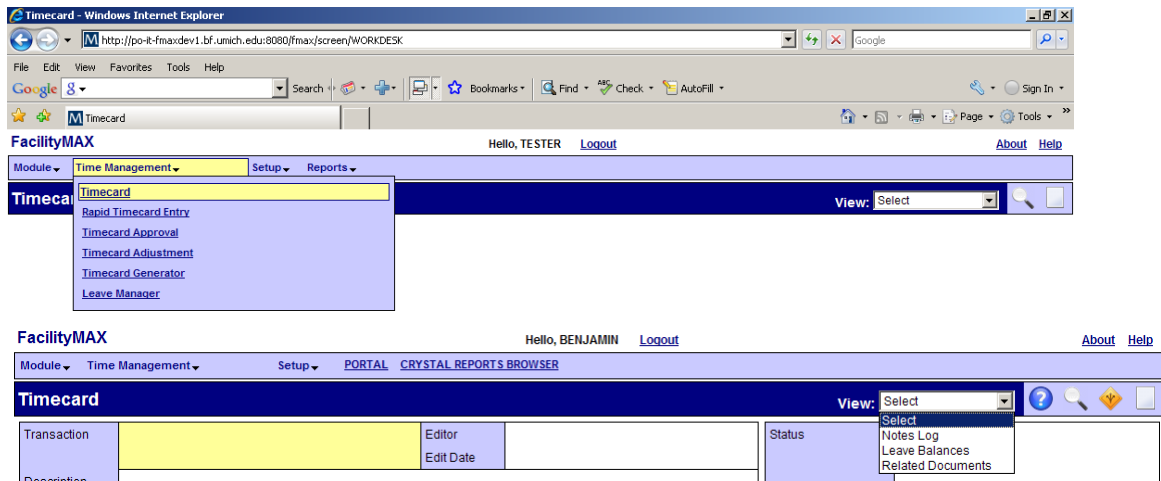 Timecard - Windows Internet Explorer
http://po-it-fmaxdev1.bf.umich.edu:8080/fmax/screen/WORKDESK
Google
File Edit View Favorites Tools Help
Google Search Bookmarks Find Check AutoFill Sign In
Timecard Page Tools
FacilityMAX Hello, TESTER Logout About Help
Module Time Management Setup Reports
Timecar View: Select
Timecard
Rapid Timecard Entry
Timecard Approval
Timecard Adjustment
Timecard Generator
Leave Manager
FacilityMAX Hello, BENJAMIN Logout About Help
Module Time Management Setup PORTAL CRYSTAL REPORTS BROWSER
Timecard View: Select
Select
Notes Log
Leave Balances
Related Documents
Transaction Editor Status
Edit Date
Description